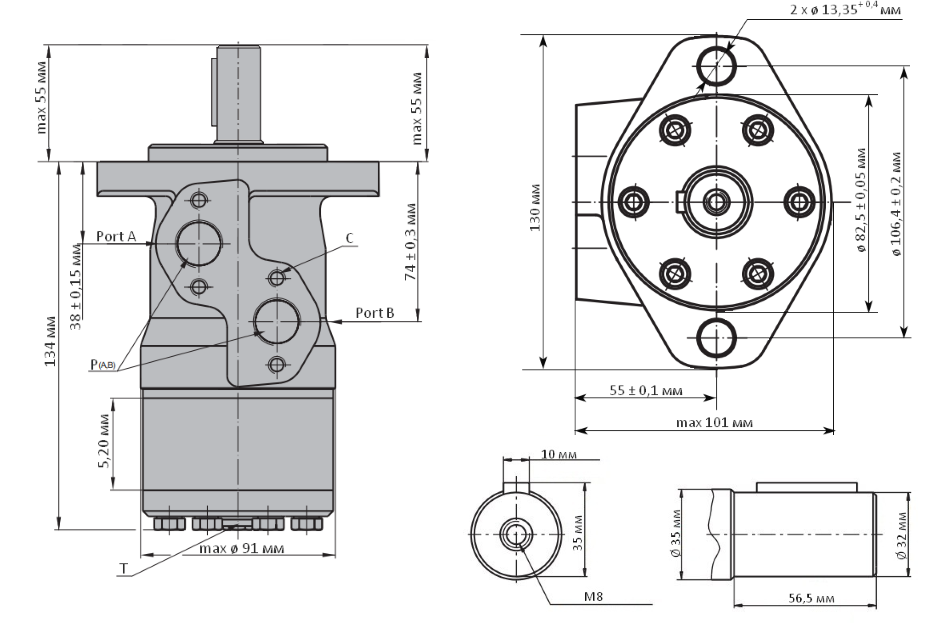 2 x ø 13,35+ 0,4 мм
max 55 мм
max 55 мм
Port A
C
38 ± 0,15 мм
74 ± 0,3 мм
Port B
134 мм
P(A,B)
5,20 мм
max ø 91 мм
T
130 мм
ø 82,5 ± 0,05 мм
ø 106,4 ± 0,2 мм
55 ± 0,1 мм
max 101 мм
10 мм
35 мм
M8
Ø 35 мм
Ø 32 мм
56,5 мм